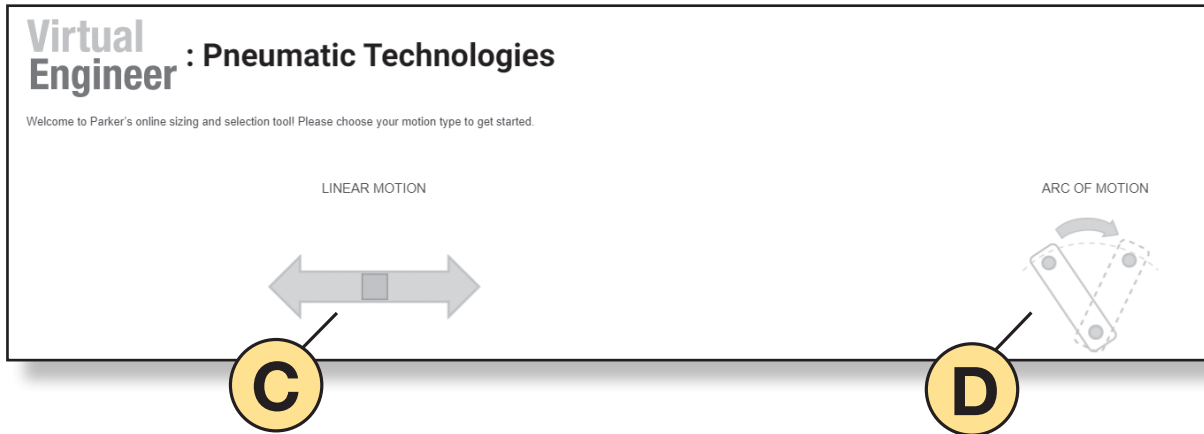 Virtual
Engineer : Pneumatic Technologies
Welcome to Parker's online sizing and selection tool! Please choose your motion type to get started.
LINEAR MOTION
ARC OF MOTION
C
D